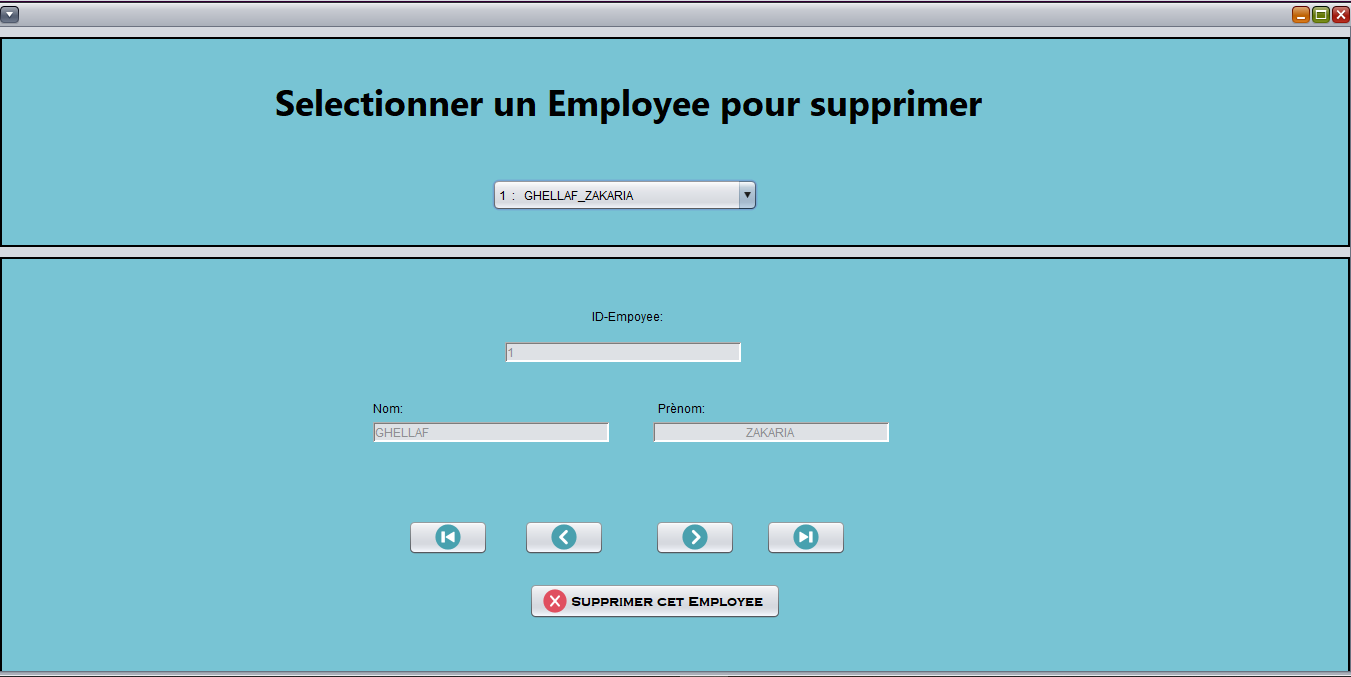 Selectionner un Employee pour supprimer
1 : GHELLAF_ZAKARIA
ID-Empoyee:
1
Nom: Prènom:
GHELLAF ZAKARIA
SUPPRIMER CET EMPLOYEE